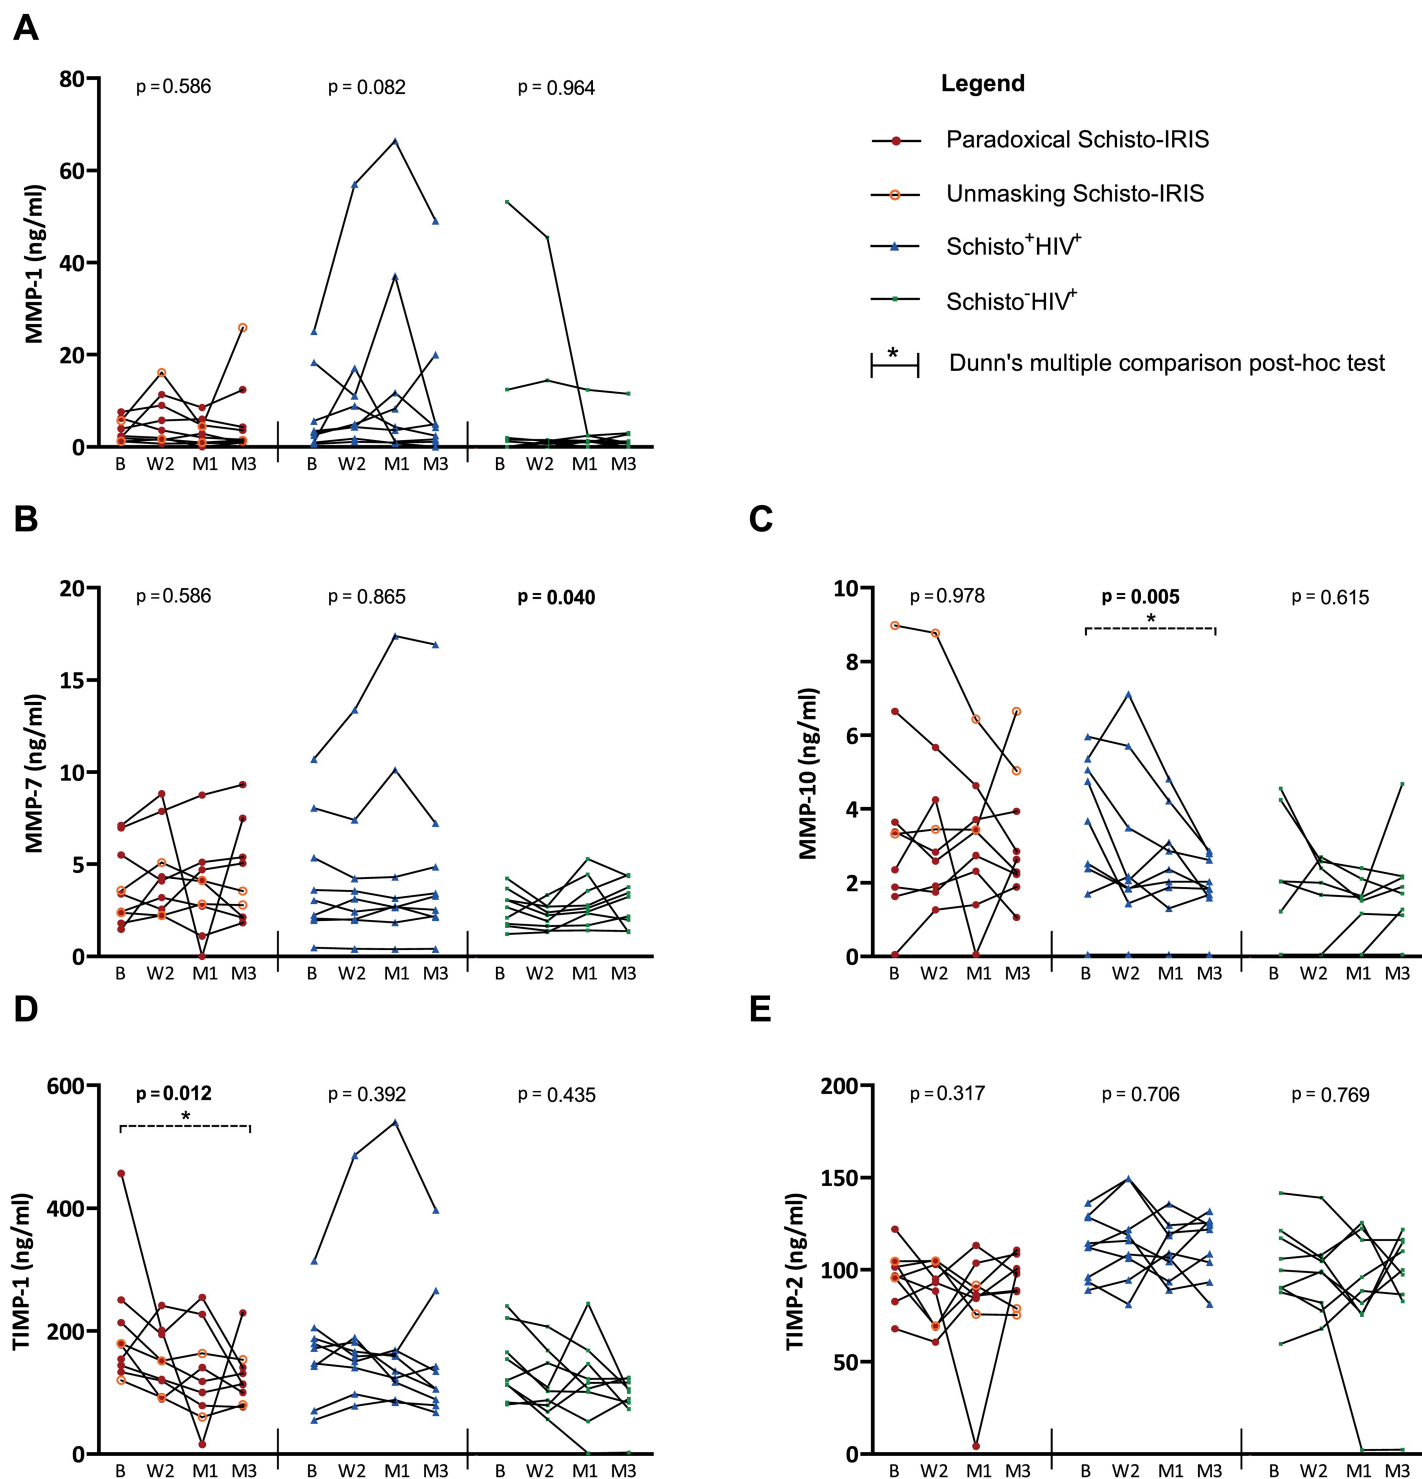 A
80
60
40
20
0
MMP-1 (ng/ml)
p = 0.586
p = 0.082
p = 0.964
B W2 M1 M3
B W2 M1 M3
B W2 M1 M3
Legend
Paradoxical Schisto-IRIS
Unmasking Schisto-IRIS
Schisto+HIV+
Schisto-HIV+
* Dunn's multiple comparison post-hoc test
B
20
15
10
5
0
MMP-7 (ng/ml)
p = 0.586
p = 0.865
p = 0.040
B W2 M1 M3
B W2 M1 M3
B W2 M1 M3
C
10
8
6
4
2
0
MMP-10 (ng/ml)
p = 0.978
p = 0.005
*
p = 0.615
B W2 M1 M3
B W2 M1 M3
B W2 M1 M3
D
600
400
200
0
TIMP-1 (ng/ml)
p = 0.012
*
p = 0.392
p = 0.435
B W2 M1 M3
B W2 M1 M3
B W2 M1 M3
E
200
150
100
50
0
TIMP-2 (ng/ml)
p = 0.317
p = 0.706
p = 0.769
B W2 M1 M3
B W2 M1 M3
B W2 M1 M3